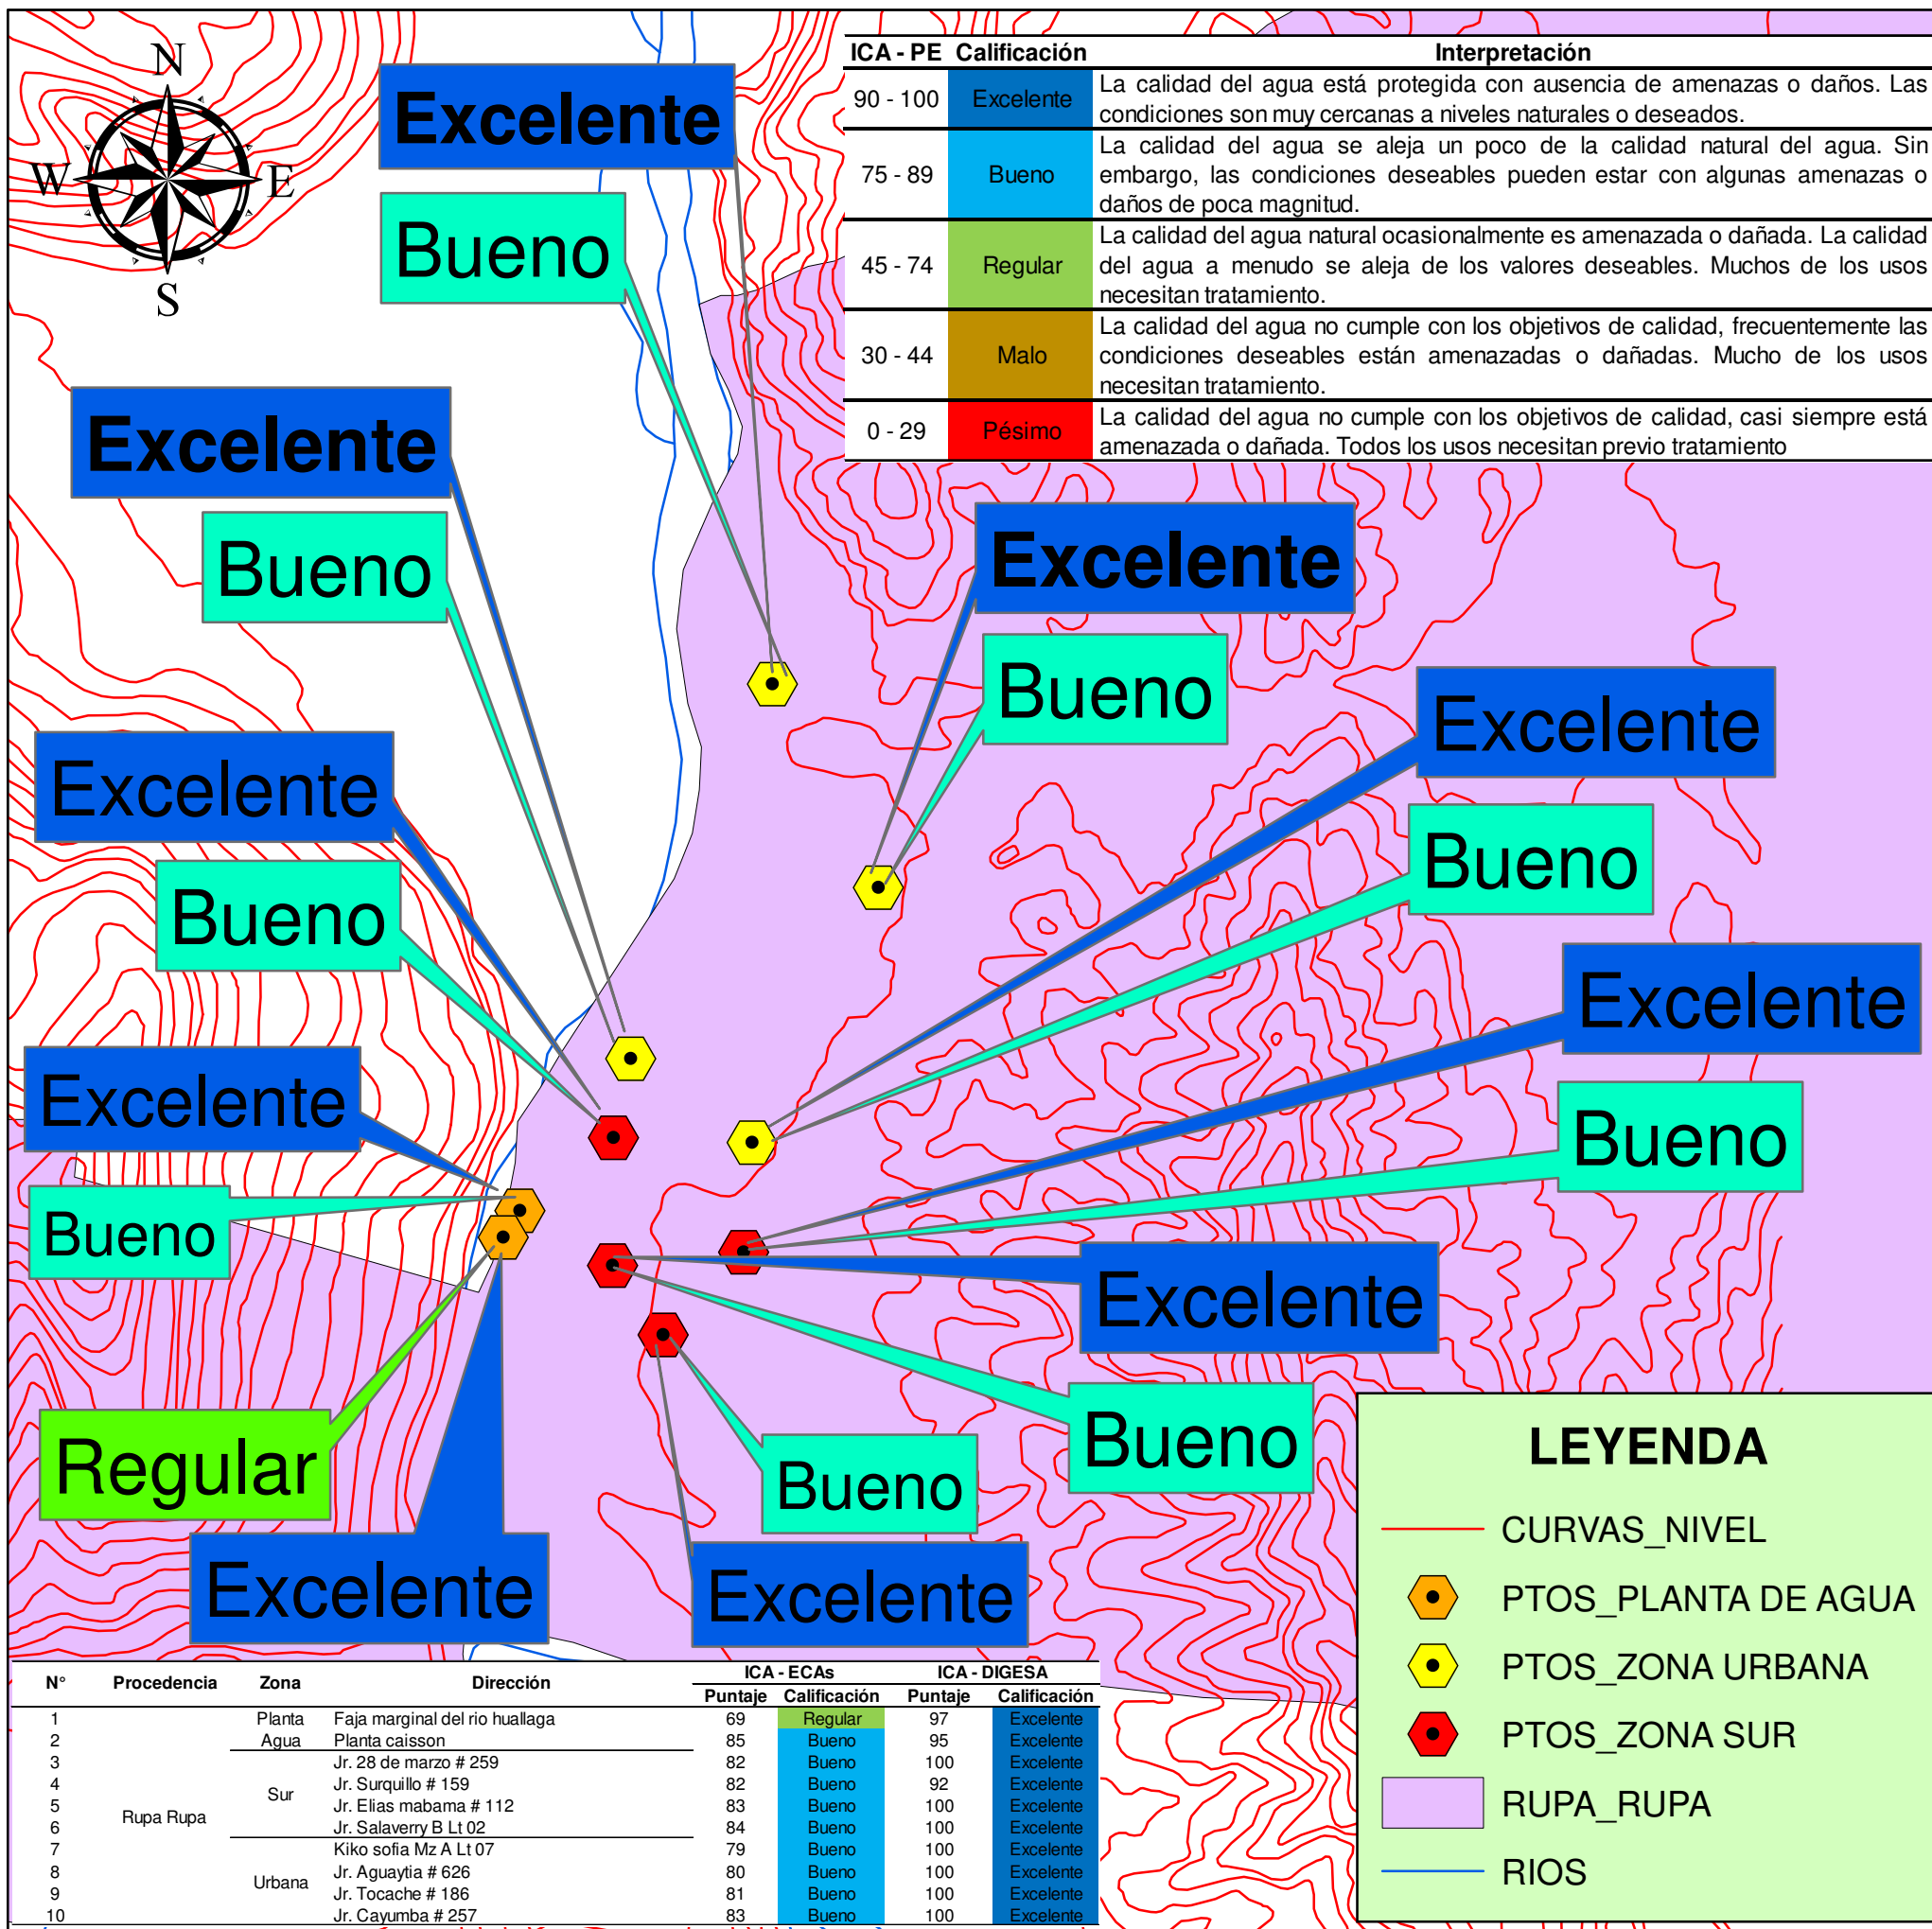 N
W
E
S
ICA - PE Calificación Interpretación
90 - 100 Excelente La calidad del agua está protegida con ausencia de amenazas o daños. Las
condiciones son muy cercanas a niveles naturales o deseados.
75 - 89 Bueno La calidad del agua se aleja un poco de la calidad natural del agua. Sin
embargo, las condiciones deseables pueden estar con algunas amenazas o
daños de poca magnitud.
45 - 74 Regular La calidad del agua natural ocasionalmente es amenazada o dañada. La calidad
del agua a menudo se aleja de los valores deseables. Muchos de los usos
necesitan tratamiento.
30 - 44 Malo La calidad del agua no cumple con los objetivos de calidad, frecuentemente las
condiciones deseables están amenazadas o dañadas. Mucho de los usos
necesitan tratamiento.
0 - 29 Pésimo La calidad del agua no cumple con los objetivos de calidad, casi siempre está
amenazada o dañada. Todos los usos necesitan previo tratamiento
Excelente
Bueno
Excelente
Bueno
Excelente
Bueno
Excelente
Bueno
Excelente
Bueno
Excelente
Bueno
Excelente
Bueno
Excelente
Bueno
Regular
Excelente
Bueno
Excelente
LEYENDA
CURVAS_NIVEL
PTOS_PLANTA DE AGUA
PTOS_ZONA URBANA
PTOS_ZONA SUR
RUPA_RUPA
RIOS
N° Procedencia Zona Dirección ICA - ECAs ICA - DIGESA
Puntaje Calificación Puntaje Calificación
1 Planta Faja marginal del rio huallaga 69 Regular 97 Excelente
2 Agua Planta caisson 85 Bueno 95 Excelente
3 Jr. 28 de marzo # 259 82 Bueno 100 Excelente
4 Jr. Surquillo # 159 82 Bueno 92 Excelente
Sur
5 Jr. Elias mabama # 112 83 Bueno 100 Excelente
Rupa Rupa
6 Jr. Salaverry B Lt 02 84 Bueno 100 Excelente
7 Kiko sofia Mz A Lt 07 79 Bueno 100 Excelente
8 Jr. Aguaytia # 626 80 Bueno 100 Excelente
Urbana
9 Jr. Tocache # 186 81 Bueno 100 Excelente
10 Jr. Cayumba # 257 83 Bueno 100 Excelente